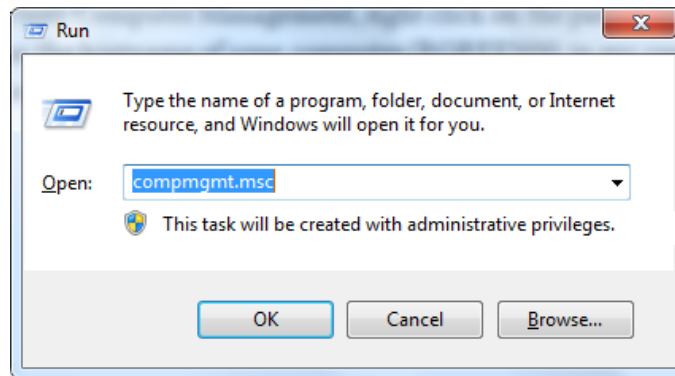 Run
Type the name of a program, folder, document, or Internet
resource, and Windows will open it for you.
Open: compmgmt.msc
This task will be created with administrative privileges.
OK Cancel Browse...